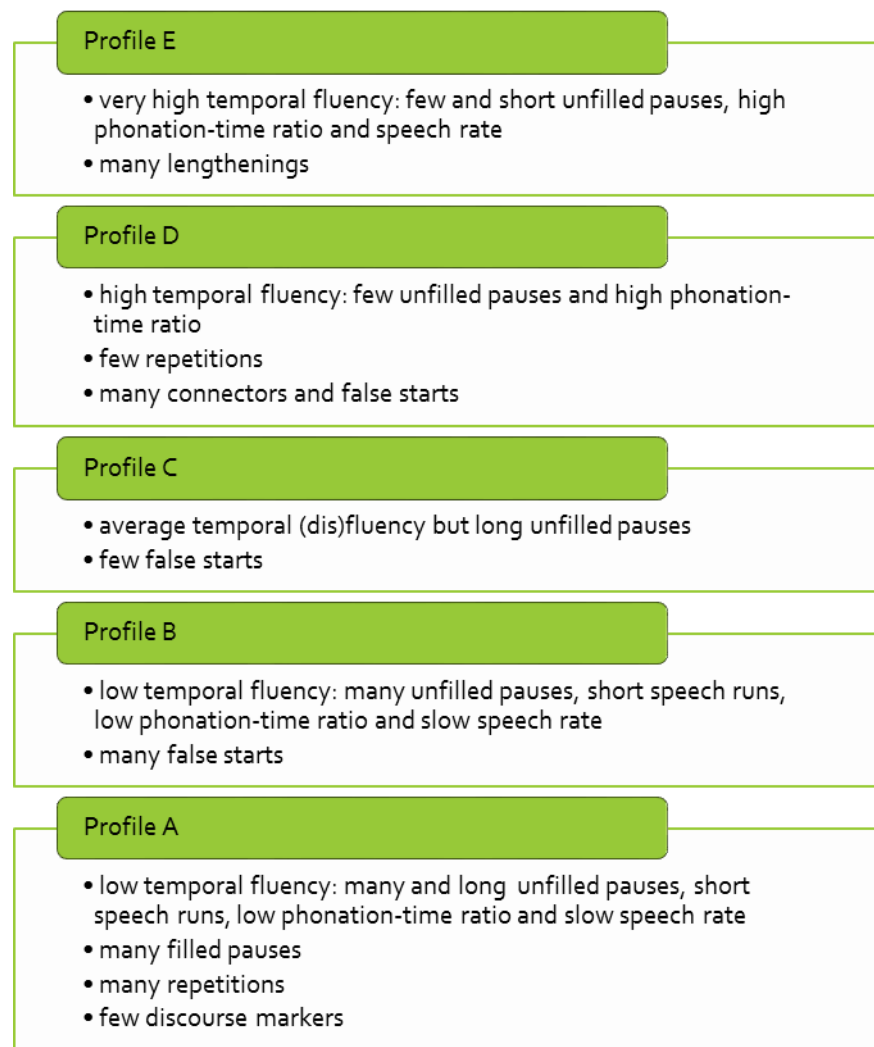 Profile E
• very high temporal fluency: few and short unfilled pauses, high
phonation-time ratio and speech rate
• many lengthenings
Profile D
• high temporal fluency: few unfilled pauses and high phonation-
time ratio
• few repetitions
• many connectors and false starts
Profile C
• average temporal (dis)fluency but long unfilled pauses
• few false starts
Profile B
• low temporal fluency: many unfilled pauses, short speech runs,
low phonation-time ratio and slow speech rate
• many false starts
Profile A
• low temporal fluency: many and long unfilled pauses, short
speech runs, low phonation-time ratio and slow speech rate
• many filled pauses
• many repetitions
• few discourse markers